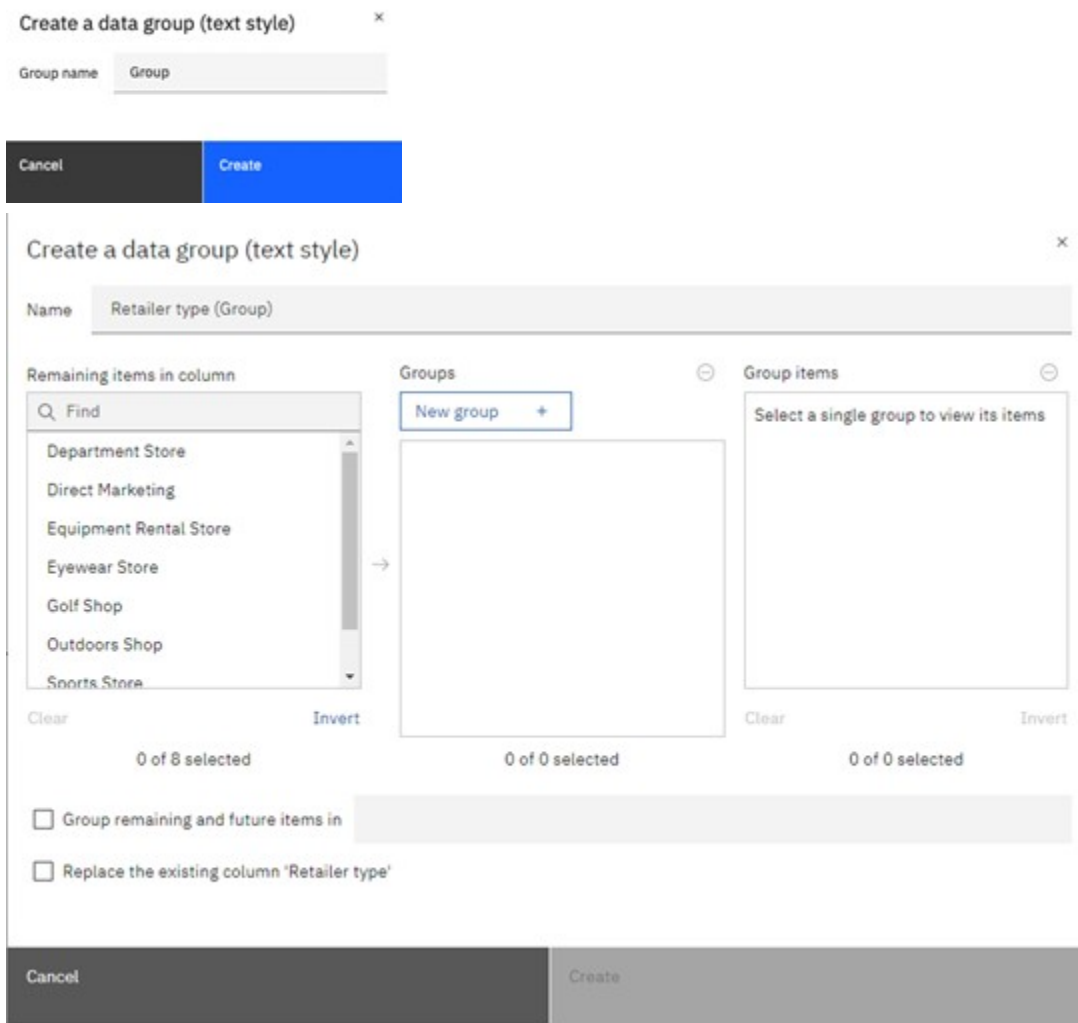 Create a data group (text style)
Group name Group
Cancel Create
Create a data group (text style)
Name Retailer type (Group)
Remaining items in column
Find
Department Store
Direct Marketing
Equipment Rental Store
Eyewear Store
Golf Shop
Outdoors Shop
Sports Store
Clear Invert
0 of 8 selected
Groups
New group +
0 of 0 selected
Group items
Select a single group to view its items
Clear Invert
0 of 0 selected
Group remaining and future items in
Replace the existing column 'Retailer type'
Cancel Create